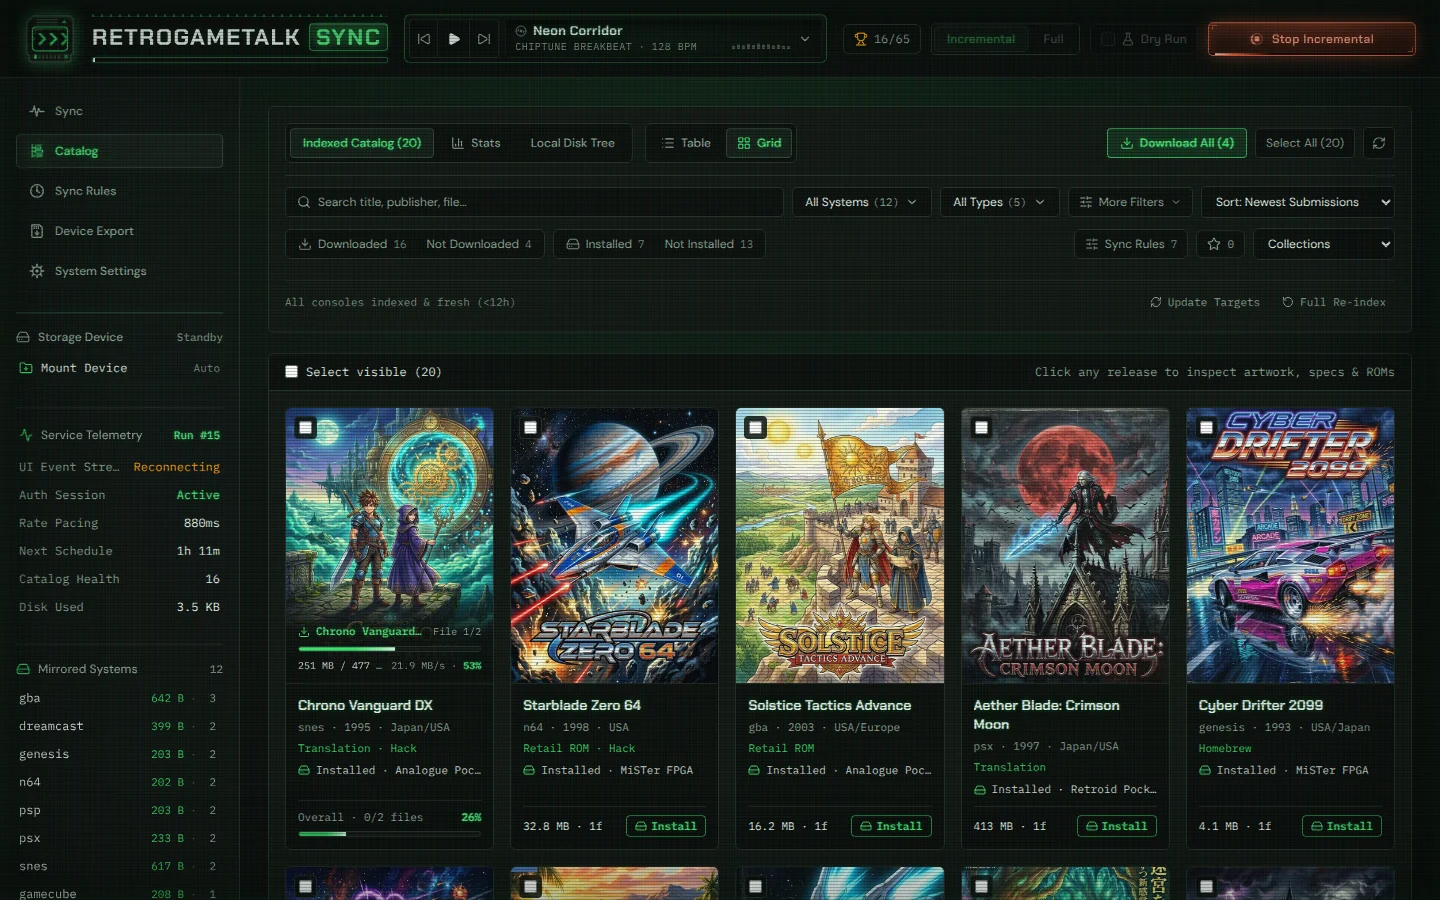 RETROGAMETALK SYNC
Neon Corridor
CHIPTUNE BREAKBEAT · 128 BPM
16/65
Incremental
Full
Dry Run
Stop Incremental
Sync
Catalog
Sync Rules
Device Export
System Settings
Storage Device Standby
Mount Device Auto
Service Telemetry Run #15
UI Event Stre… Reconnecting
Auth Session Active
Rate Pacing 880ms
Next Schedule 1h 11m
Catalog Health 16
Disk Used 3.5 KB
Mirrored Systems 12
gba 642 B · 3
dreamcast 399 B · 2
genesis 203 B · 2
n64 202 B · 2
psp 203 B · 2
psx 233 B · 2
snes 617 B · 2
gamecube 208 B · 1
Indexed Catalog (20)
Stats
Local Disk Tree
Table
Grid
Download All (4)
Select All (20)
Search title, publisher, file…
All Systems (12)
All Types (5)
More Filters
Sort: Newest Submissions
Downloaded 16
Not Downloaded 4
Installed 7
Not Installed 13
Sync Rules 7
0
Collections
All consoles indexed & fresh (<12h)
Update Targets
Full Re-index
Select visible (20)
Click any release to inspect artwork, specs & ROMs
Chrono Vanguard… File 1/2
251 MB / 477 … 21.9 MB/s · 53%
Chrono Vanguard DX
snes · 1995 · Japan/USA
Translation · Hack
Installed · Analogue Poc…
Overall · 0/2 files 26%
STARBLADE
ZERO 64
Starblade Zero 64
n64 · 1998 · USA
Retail ROM · Hack
Installed · MiSTer FPGA
32.8 MB · 1f
Install
SOLSTICE
TACTICS ADVANCE
Solstice Tactics Advance
gba · 2003 · USA/Europe
Retail ROM
Installed · Analogue Poc…
16.2 MB · 1f
Install
AETHER BLADE:
CRIMSON MOON
Aether Blade: Crimson
Moon
psx · 1997 · Japan/USA
Translation
Installed · Retroid Pock…
413 MB · 1f
Install
CYBER
DRIFTER
2099
ARCADE
ARCADE
Cyber Drifter 2099
genesis · 1993 · USA/Japan
Homebrew
Installed · MiSTer FPGA
4.1 MB · 1f
Install